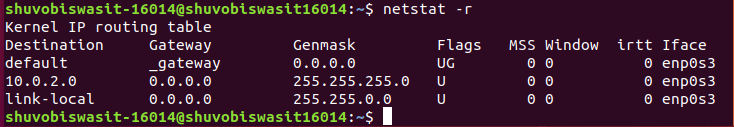 shuvobiswasit-16014@shuvobiswasit16014:~$ netstat -r
Kernel IP routing table
Destination     Gateway         Genmask         Flags   MSS Window  irtt Iface
default         _gateway        0.0.0.0         UG        0 0          0 enp0s3
10.0.2.0        0.0.0.0         255.255.255.0   U         0 0          0 enp0s3
link-local      0.0.0.0         255.255.0.0     U         0 0          0 enp0s3
shuvobiswasit-16014@shuvobiswasit16014:~$